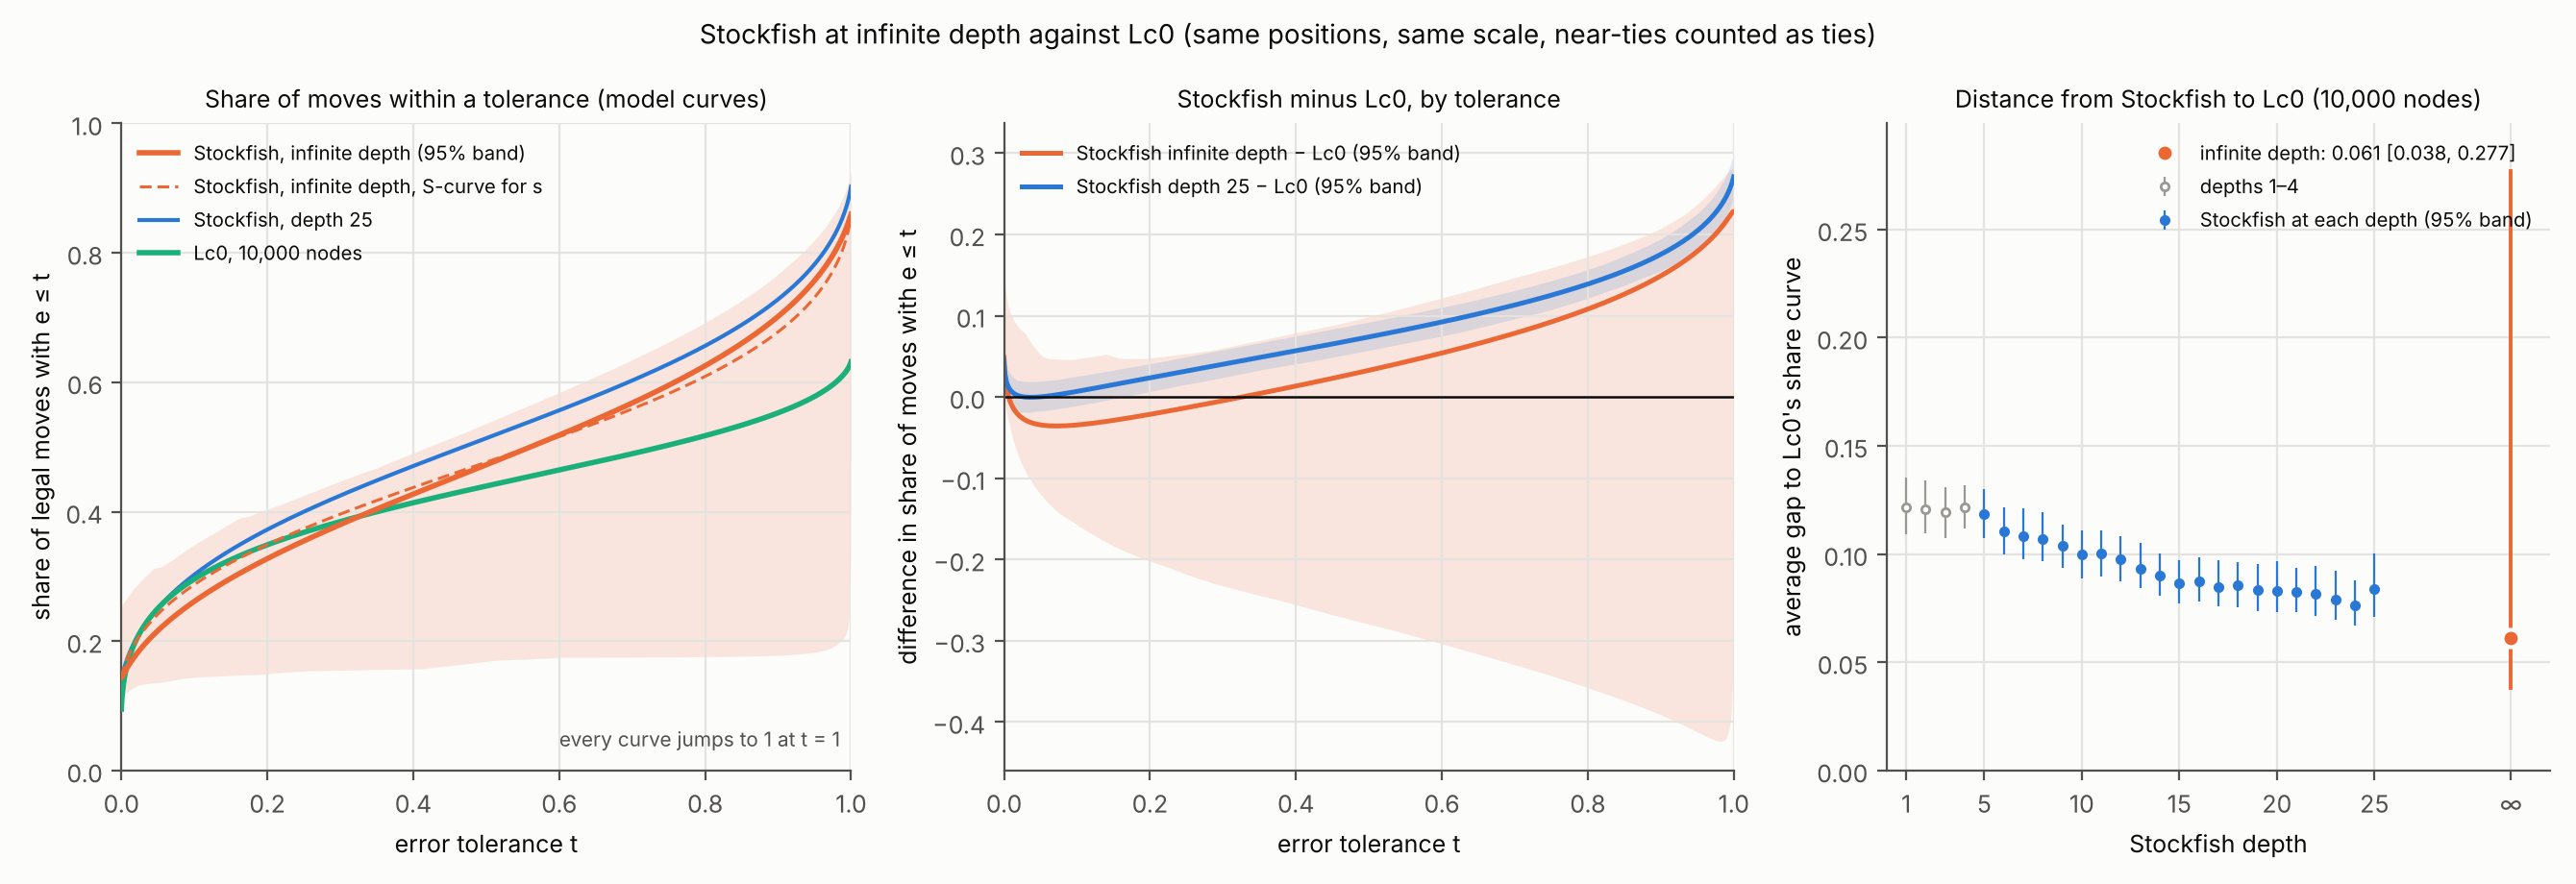 Stockfish at infinite depth against Lc0 (same positions, same scale, near-ties counted as ties)
Share of moves within a tolerance (model curves)
share of legal moves with e ≤ t
1.0
0.8
0.6
0.4
0.2
0.0
Stockfish, infinite depth (95% band)
Stockfish, infinite depth, S-curve for s
Stockfish, depth 25
Lc0, 10,000 nodes
every curve jumps to 1 at t = 1
0.0 0.2 0.4 0.6 0.8 1.0
error tolerance t
Stockfish minus Lc0, by tolerance
difference in share of moves with e ≤ t
0.3
0.2
0.1
0.0
−0.1
−0.2
−0.3
−0.4
Stockfish infinite depth − Lc0 (95% band)
Stockfish depth 25 − Lc0 (95% band)
0.0 0.2 0.4 0.6 0.8 1.0
error tolerance t
Distance from Stockfish to Lc0 (10,000 nodes)
average gap to Lc0's share curve
0.25
0.20
0.15
0.10
0.05
0.00
infinite depth: 0.061 [0.038, 0.277]
depths 1–4
Stockfish at each depth (95% band)
1 5 10 15 20 25 ∞
Stockfish depth